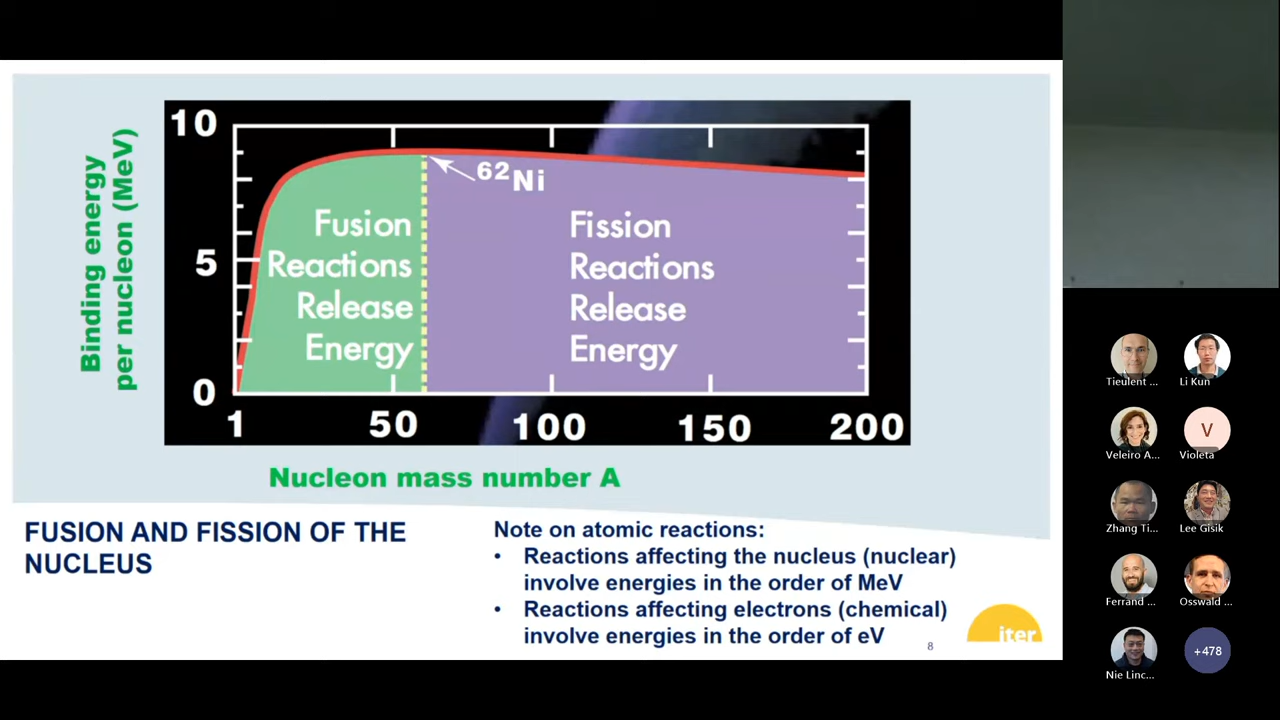 10
5
0
Binding energy
per nucleon (MeV)
62Ni
Fusion
Reactions
Release
Energy
Fission
Reactions
Release
Energy
1
50
100
150
200
Nucleon mass number A
FUSION AND FISSION OF THE
NUCLEUS
Note on atomic reactions:
• Reactions affecting the nucleus (nuclear)
involve energies in the order of MeV
• Reactions affecting electrons (chemical)
involve energies in the order of eV
8
iter
Tieulent ...
Li Kun
Veleiro A...
V
Violeta
Zhang Ti...
Lee Gisik
Ferrand ...
Osswald ...
Nie Linc...
+478